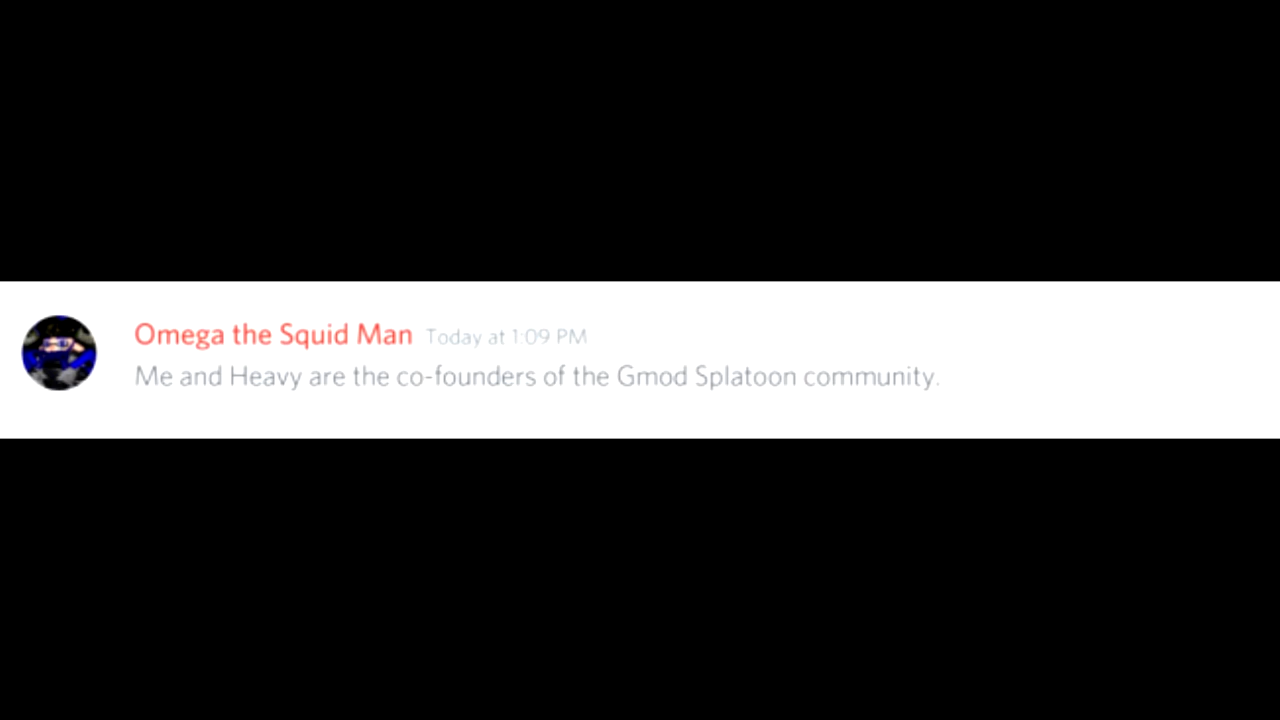 Omega the Squid Man Today at 1:09 PM
Me and Heavy are the co-founders of the Gmod Splatoon community.